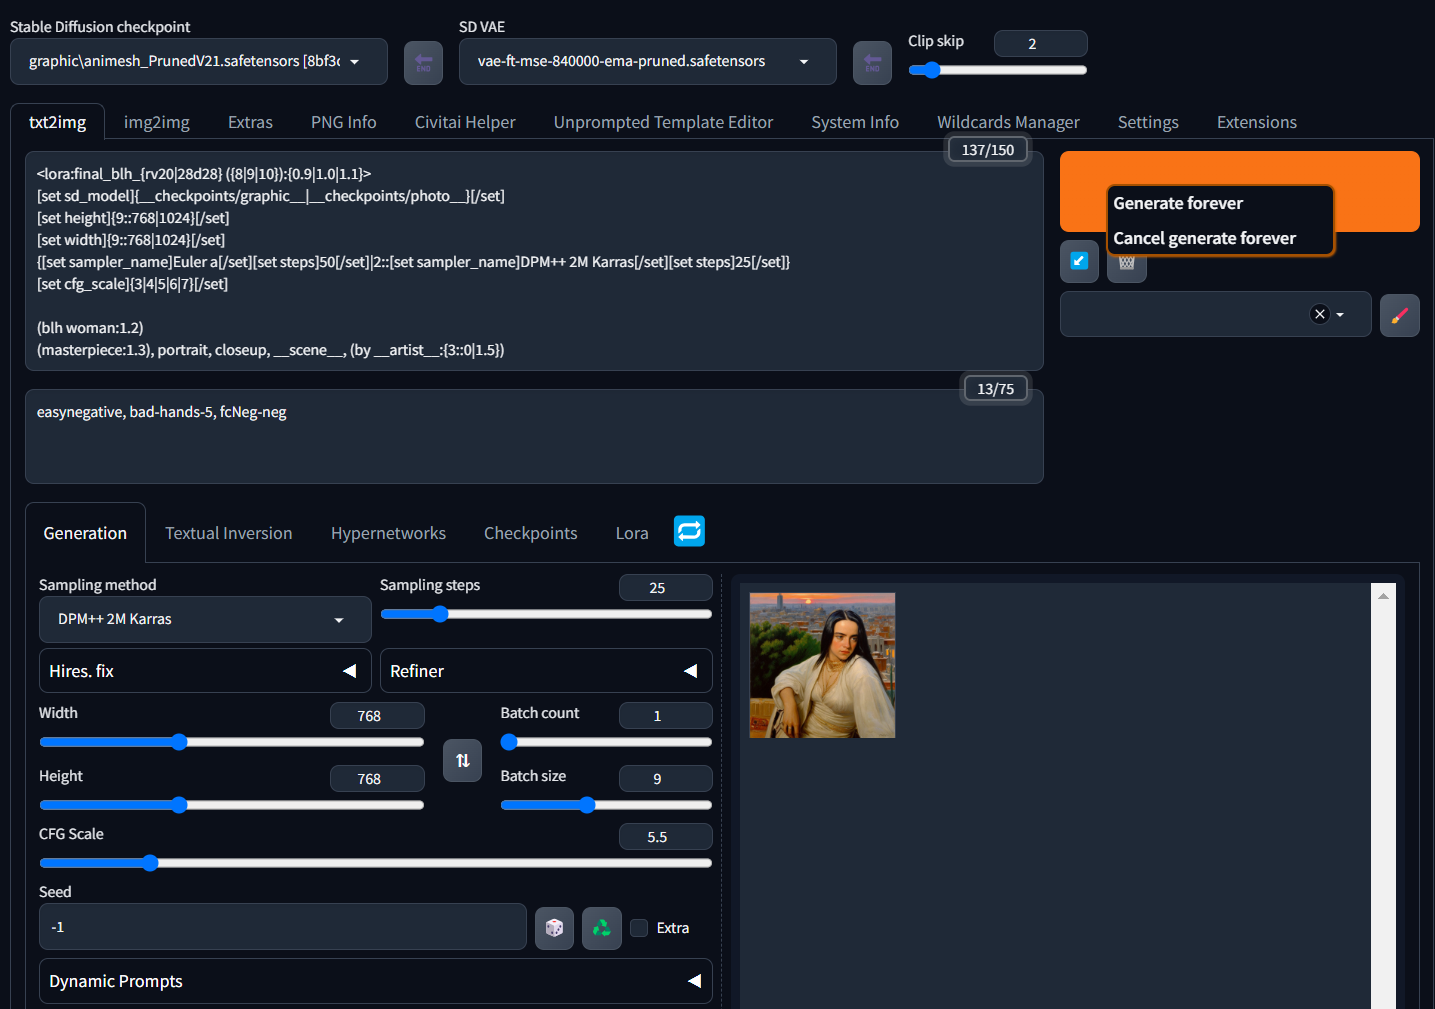 Stable Diffusion checkpoint
graphic\animesh_PrunedV21.safetensors [8bf3c
END
SD VAE
vae-ft-mse-840000-ema-pruned.safetensors
END
Clip skip
2
txt2img
img2img
Extras
PNG Info
Civitai Helper
Unprompted Template Editor
System Info
Wildcards Manager
Settings
Extensions
137/150
<lora:final_blh_{rv20|28d28} ({8|9|10}):{0.9|1.0|1.1}>
[set sd_model]{__checkpoints/graphic__|__checkpoints/photo__}[/set]
[set height]{9::768|1024}[/set]
[set width]{9::768|1024}[/set]
{[set sampler_name]Euler a[/set][set steps]50[/set]|2::[set sampler_name]DPM++ 2M Karras[/set][set steps]25[/set]}
[set cfg_scale]{3|4|5|6|7}[/set]
(blh woman:1.2)
(masterpiece:1.3), portrait, closeup, __scene__, (by __artist__:{3::0|1.5})
Generate forever
Cancel generate forever
13/75
easynegative, bad-hands-5, fcNeg-neg
Generation
Textual Inversion
Hypernetworks
Checkpoints
Lora
Sampling method
DPM++ 2M Karras
Sampling steps
25
Hires. fix
Refiner
Width
768
Batch count
1
Height
768
Batch size
9
CFG Scale
5.5
Seed
-1
Extra
Dynamic Prompts